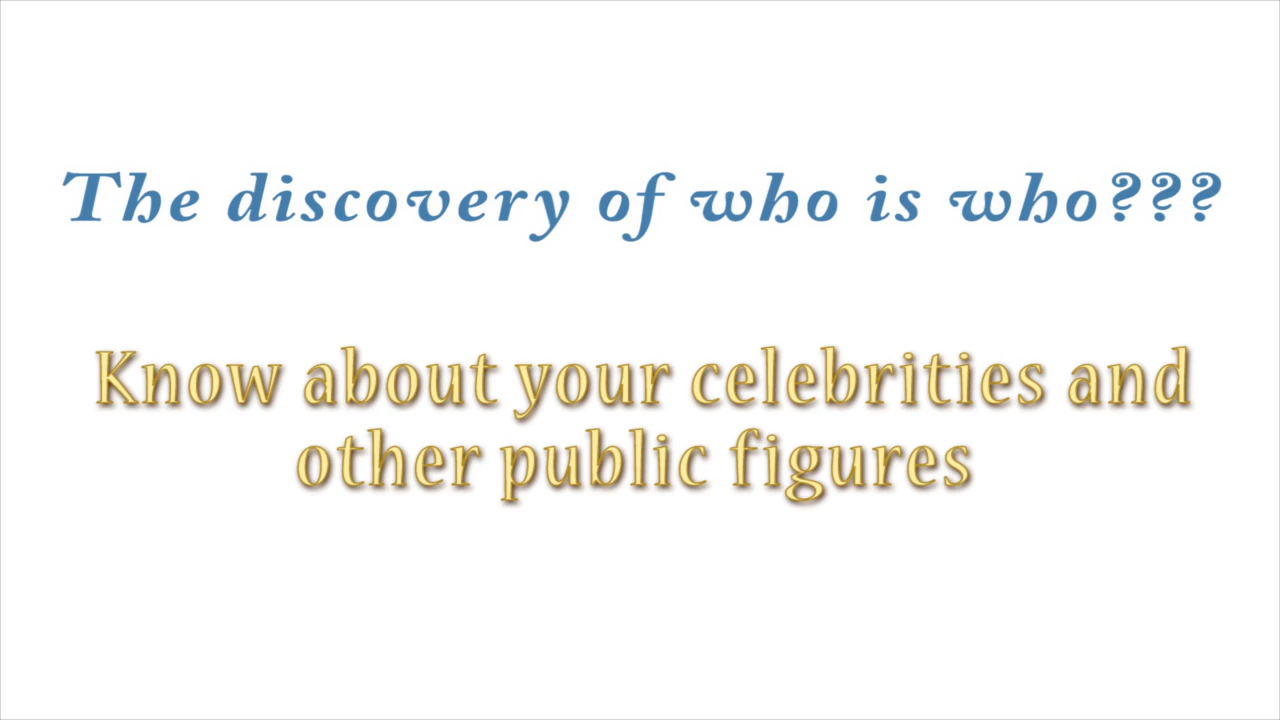 The discovery of who is who???
Know about your celebrities and
other public figures